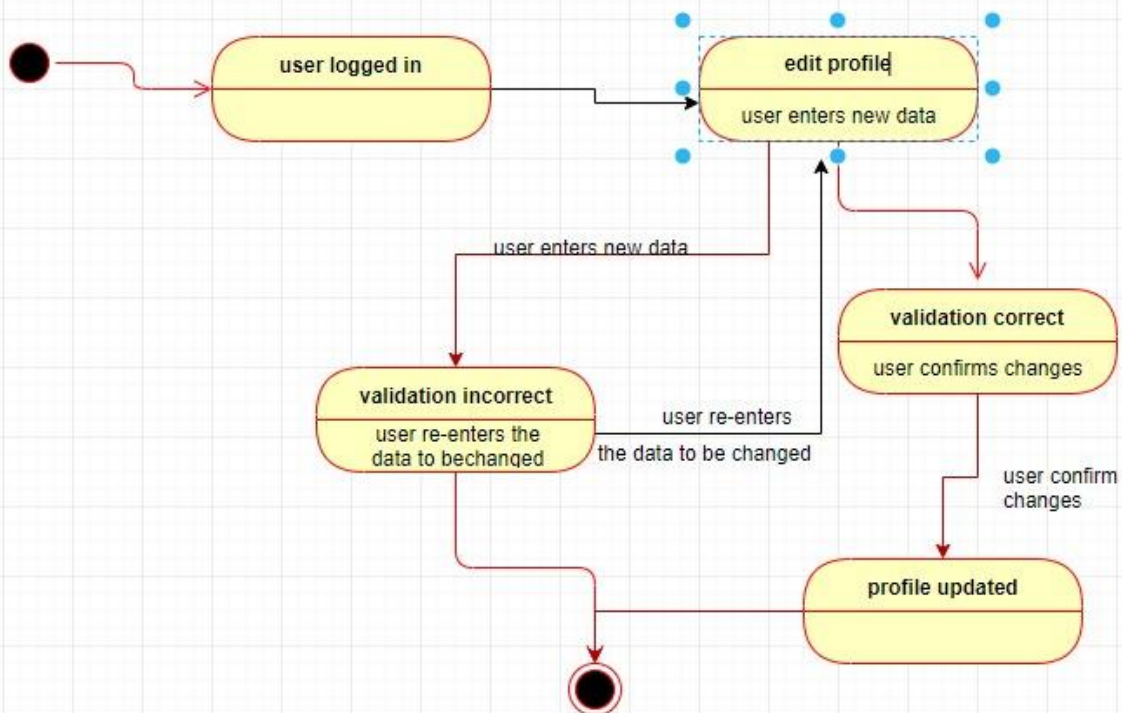 user logged in
edit profile
user enters new data
user enters new data
validation correct
user confirms changes
validation incorrect
user re-enters the
data to bechanged
user re-enters
the data to be changed
user confirm
changes
profile updated